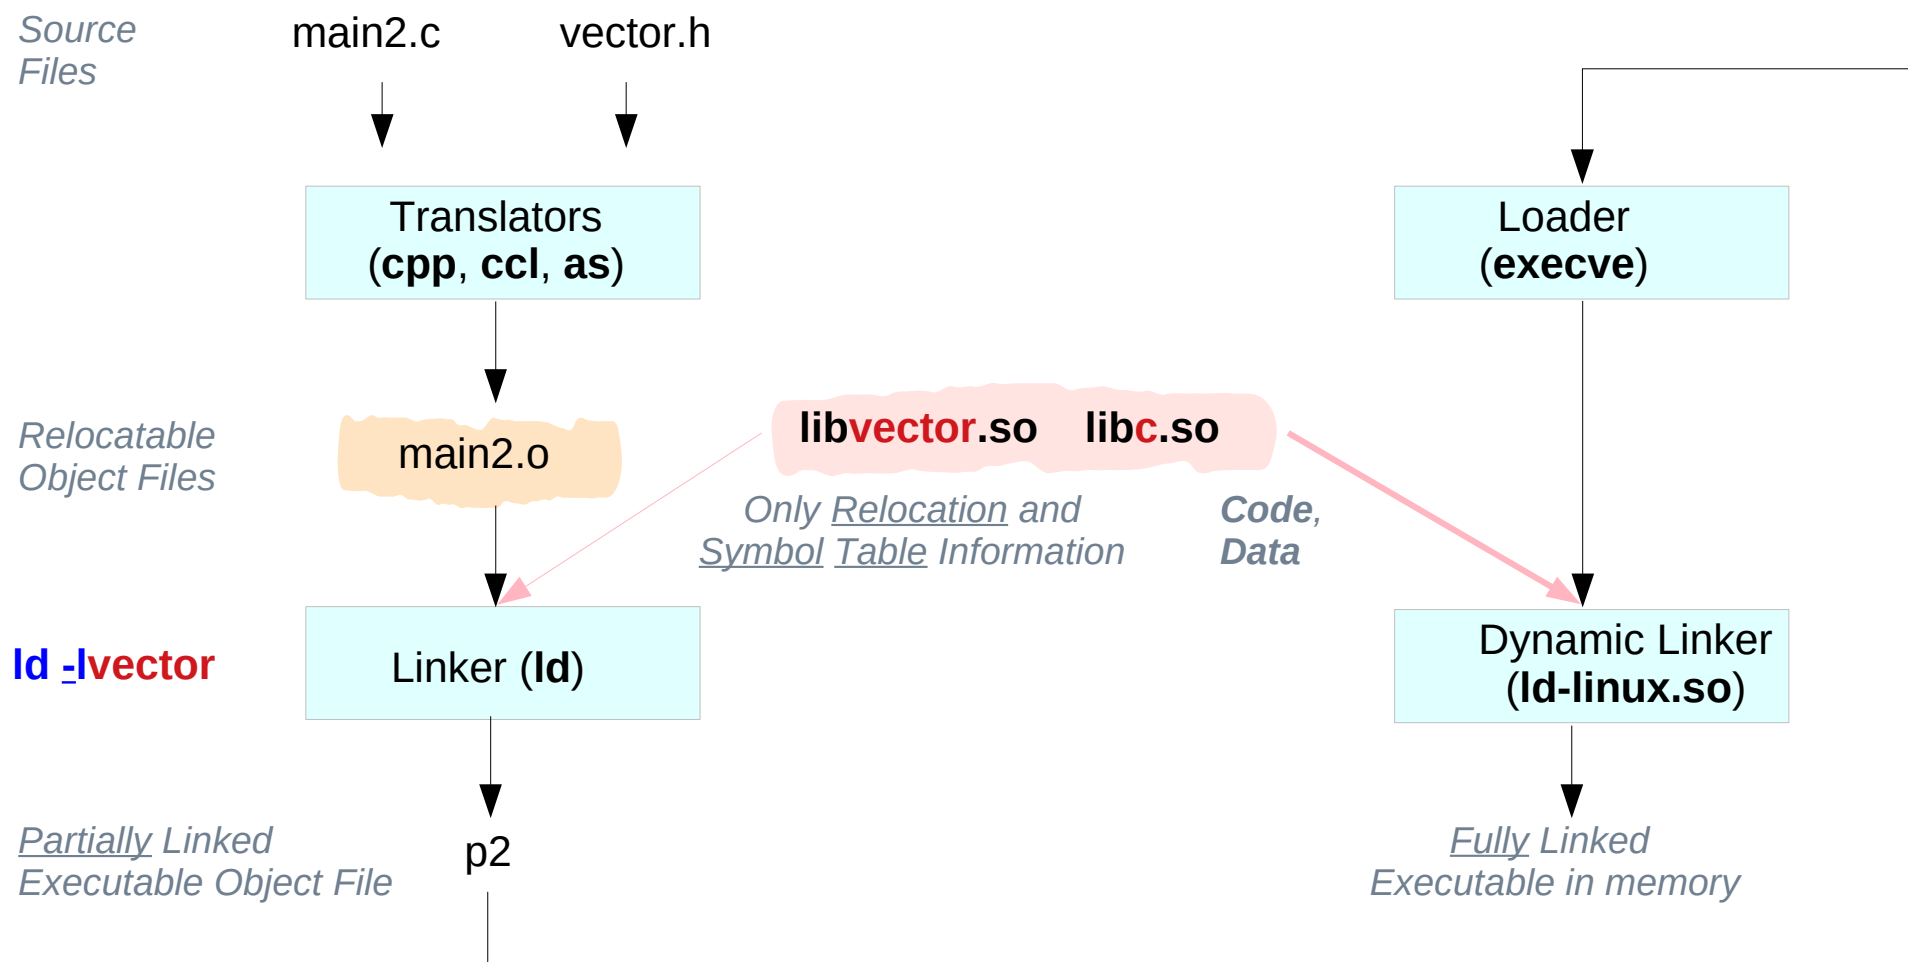 Source
Files
main2.c
vector.h
Translators
(cpp, ccl, as)
Loader
(execve)
Relocatable
Object Files
main2.o
libvector.so libc.so
Only Relocation and
Symbol Table Information
Code,
Data
ld -lvector
Linker (ld)
Dynamic Linker
(ld-linux.so)
Partially Linked
Executable Object File
p2
Fully Linked
Executable in memory